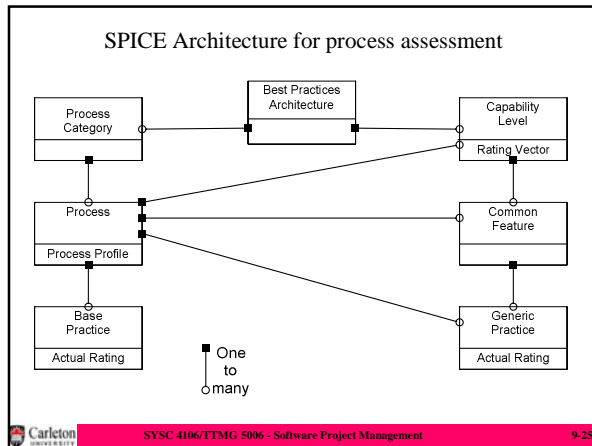 SPICE Architecture for process assessment
Best Practices
Architecture
Process
Category
Capability
Level
Rating Vector
Process
Process Profile
Common
Feature
Base
Practice
Actual Rating
Generic
Practice
Actual Rating
One
to
many
Carleton
UNIVERSITY
SYSC 4106/TTMG 5006 - Software Project Management
9-25